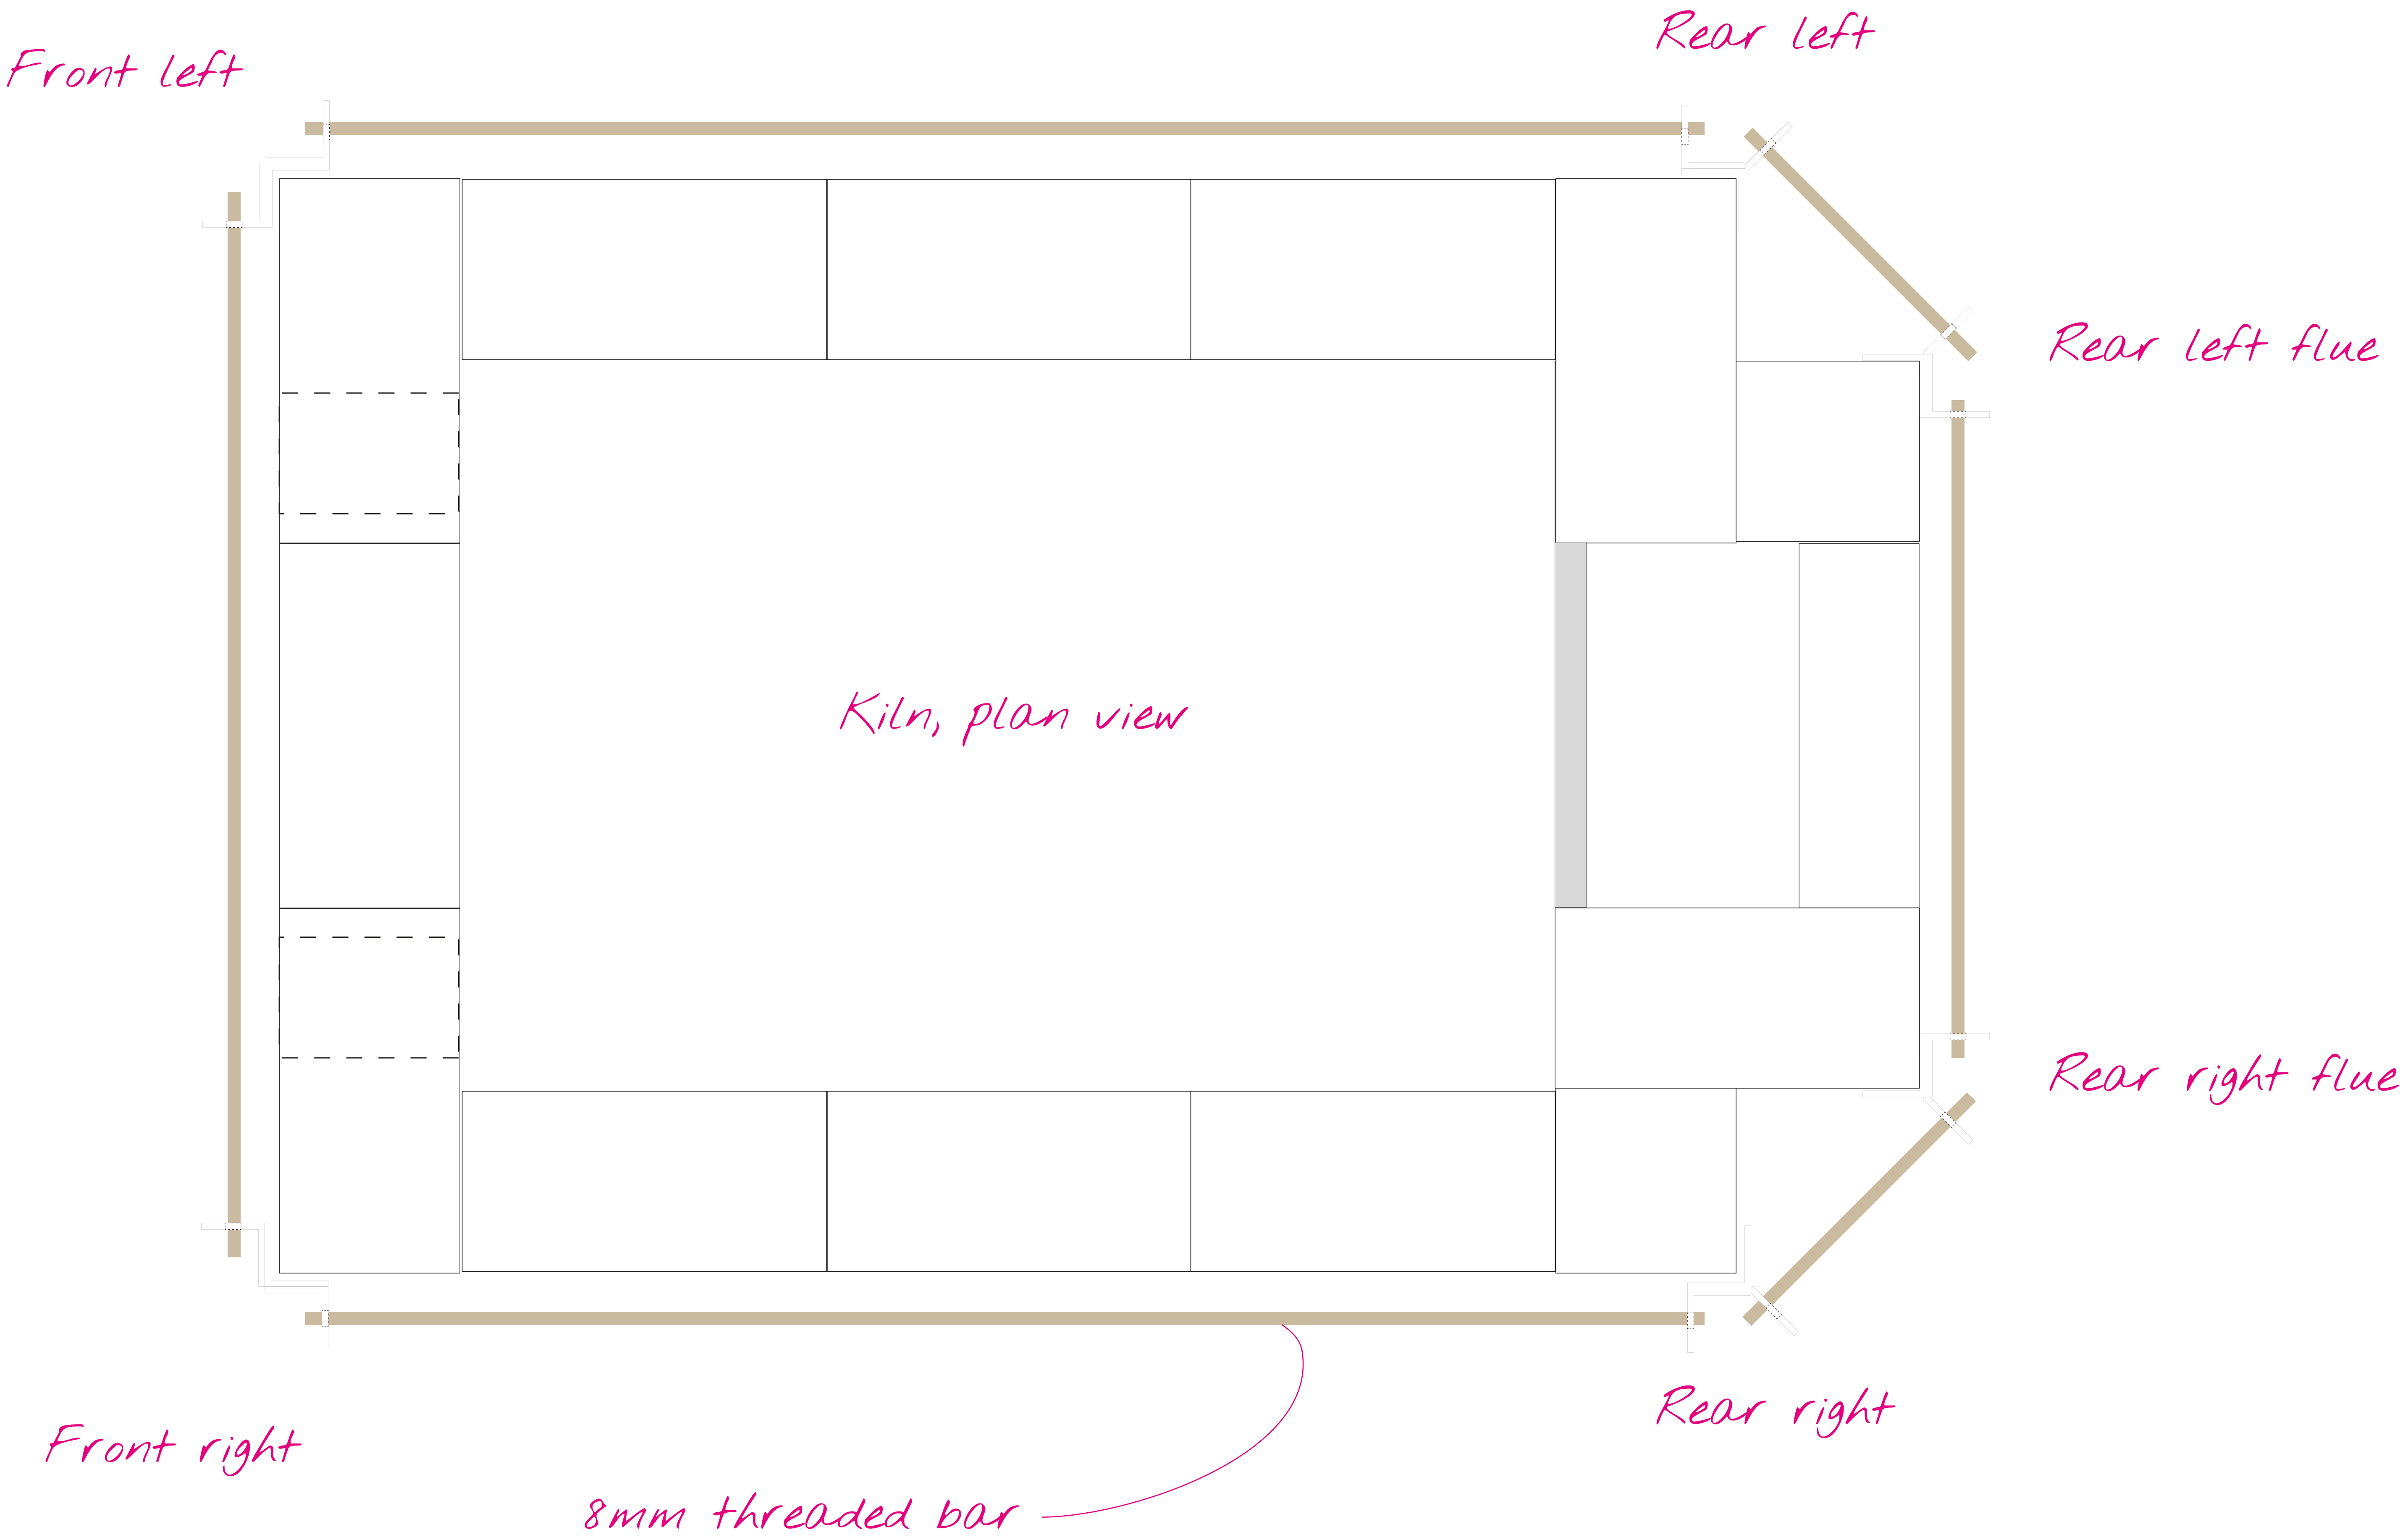 Rear left
Front left
Rear left flue
Kiln, plan view
Rear right flue
Rear right
Front right
8mm threaded bar